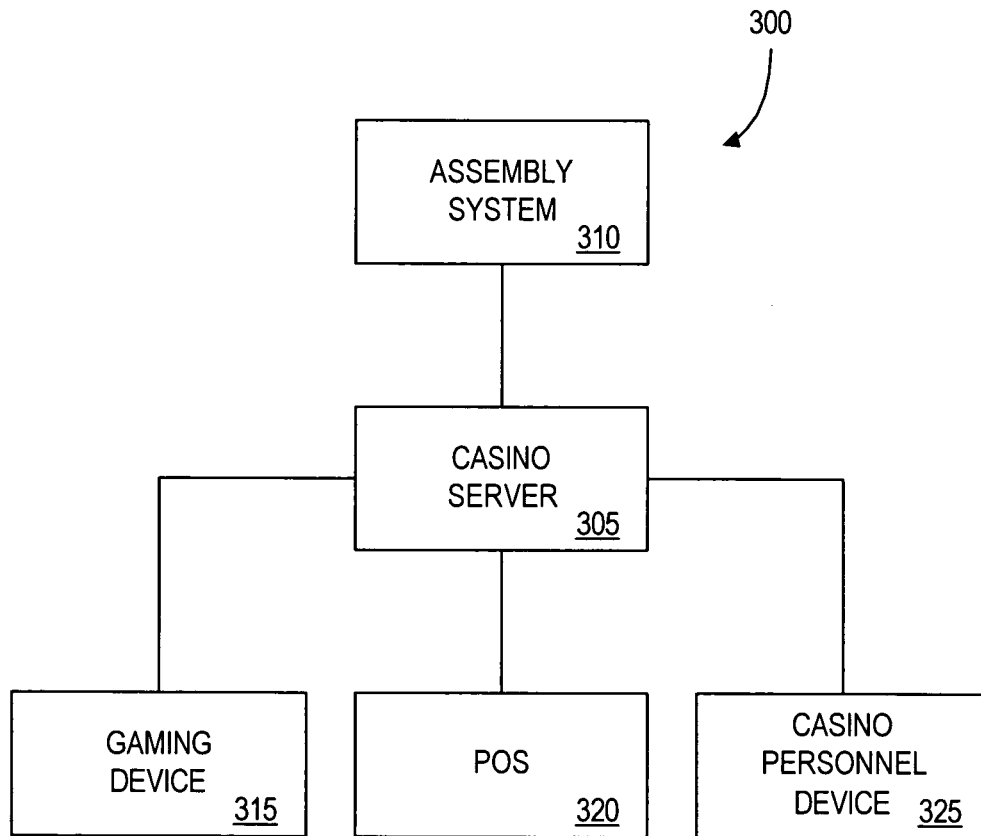 300
ASSEMBLY
SYSTEM
310
CASINO
SERVER
305
GAMING
DEVICE
315
POS
320
CASINO
PERSONNEL
DEVICE
325